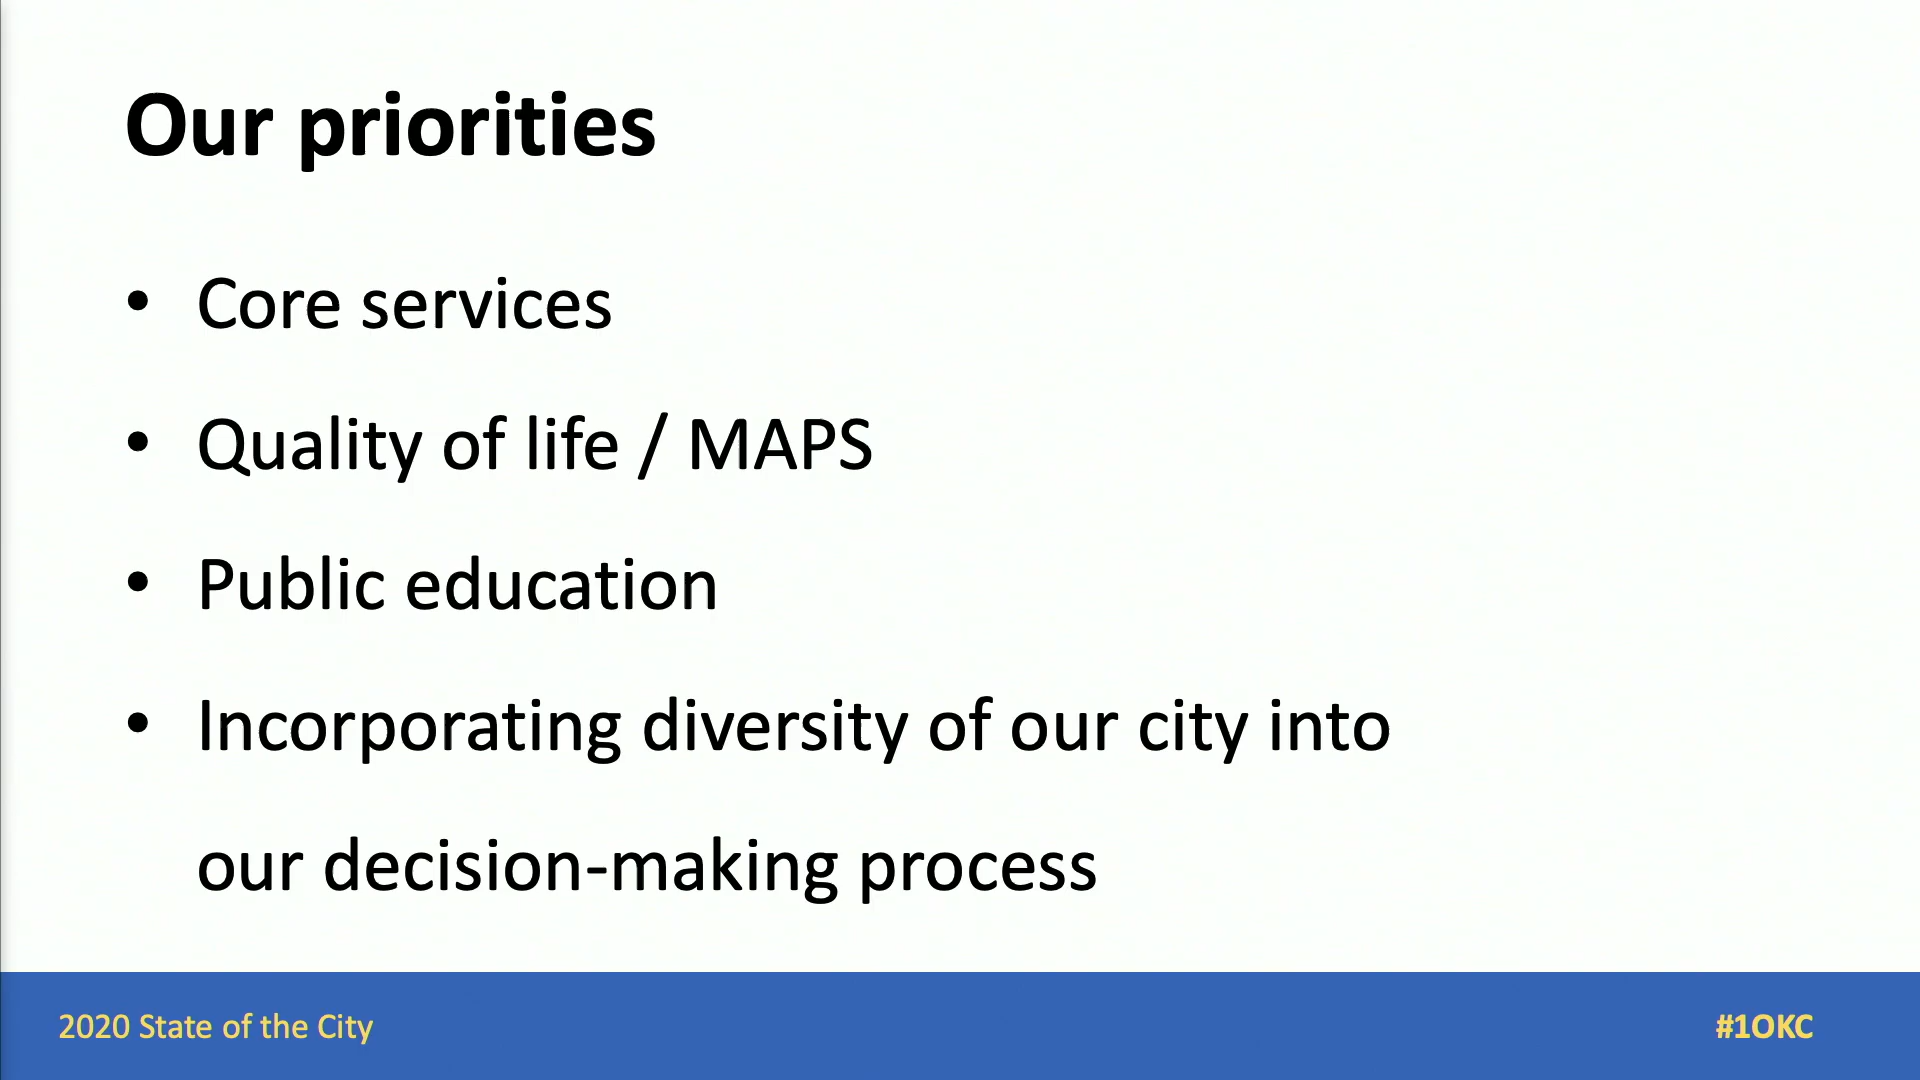 Our priorities
• Core services
• Quality of life / MAPS
• Public education
• Incorporating diversity of our city into
our decision-making process
2020 State of the City
#1OKC